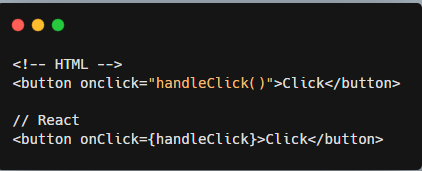 <!-- HTML -->
<button onclick="handleClick()">Click</button>
// React
<button onClick={handleClick}>Click</button>